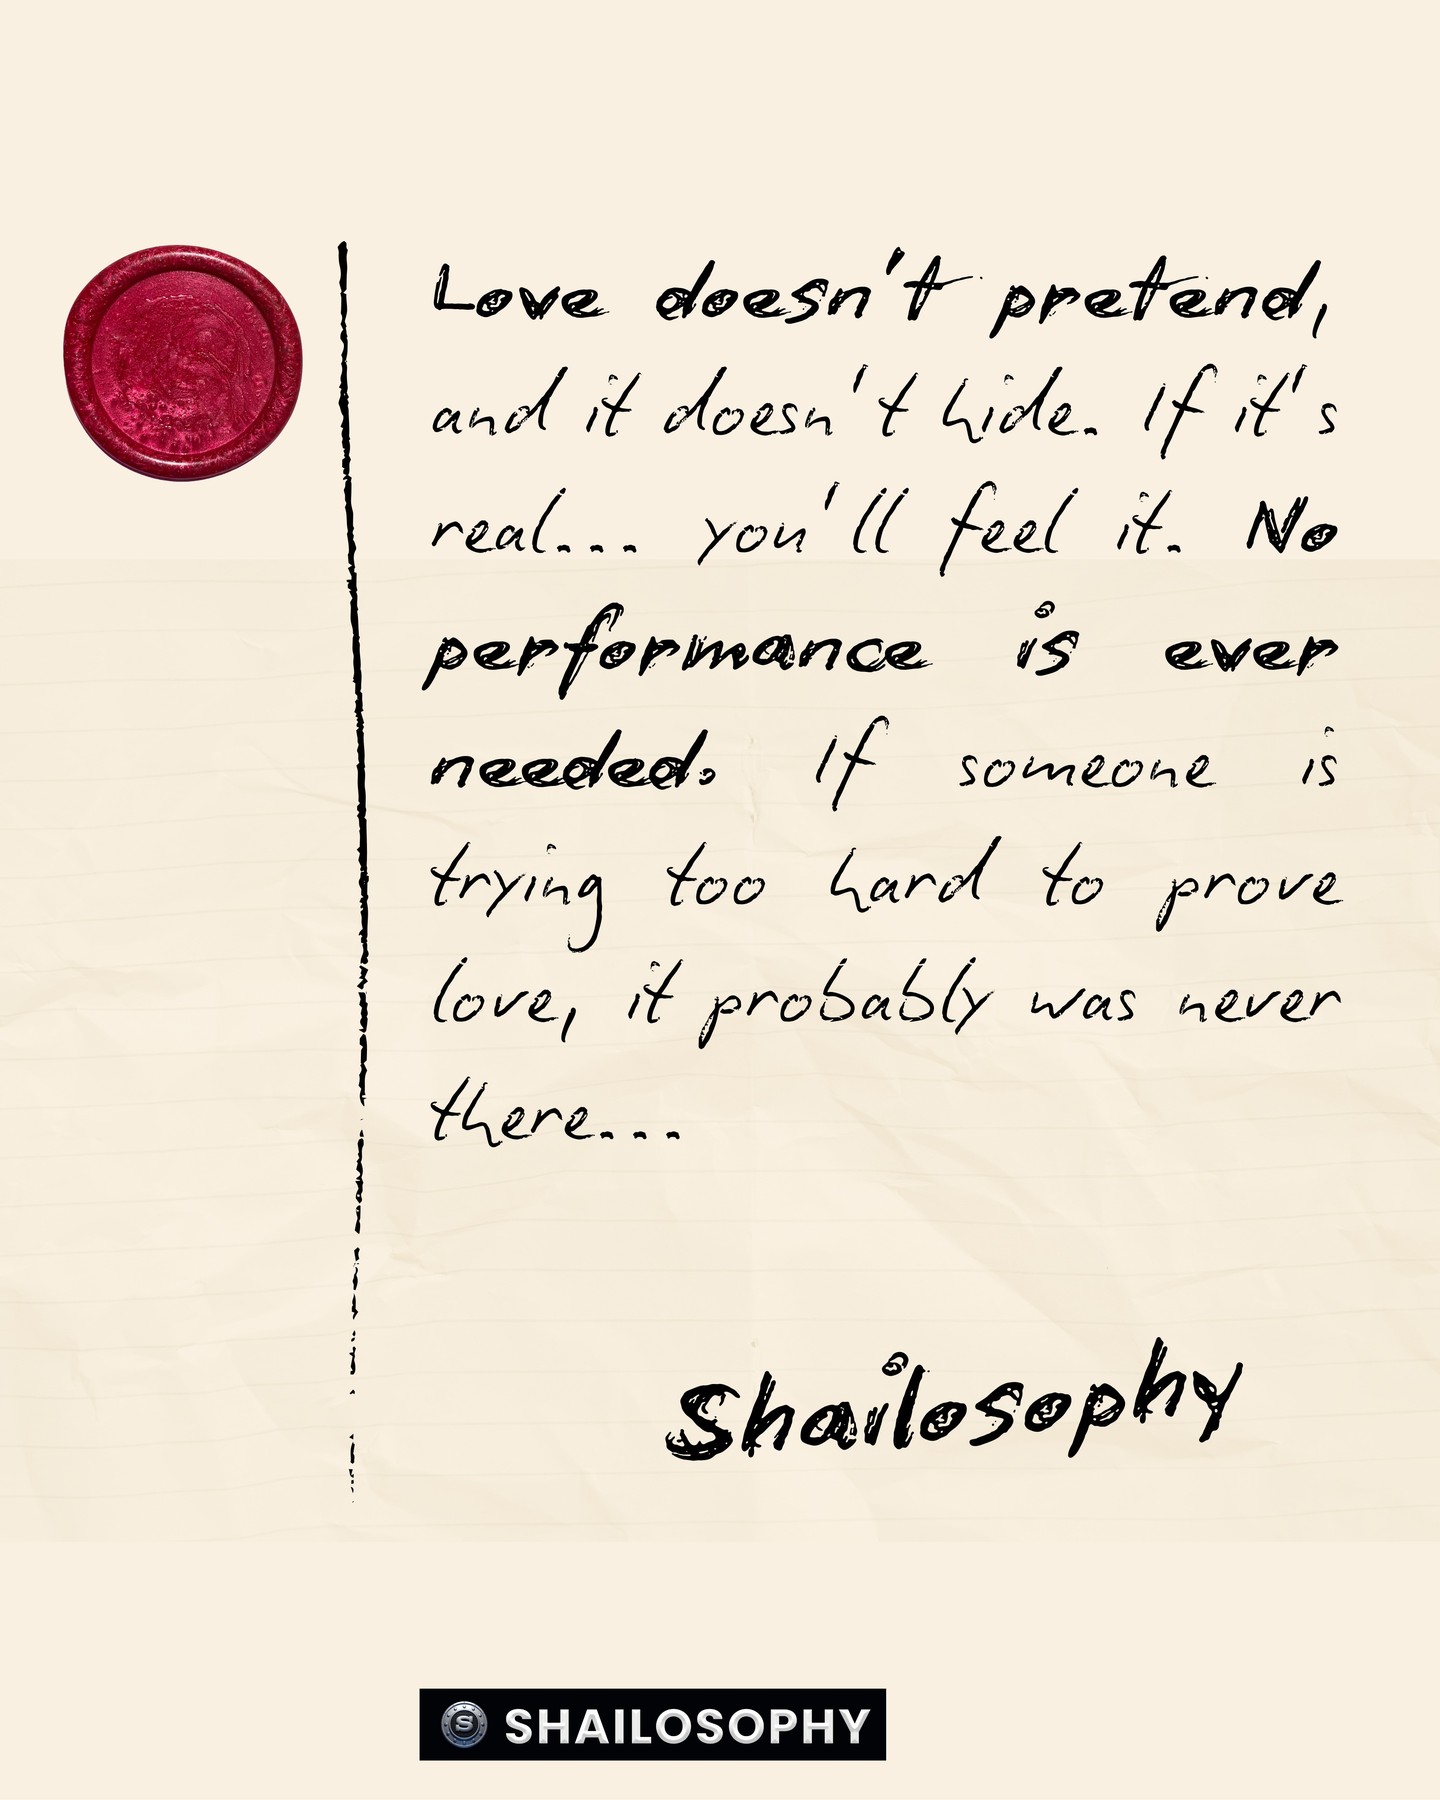 Love doesn't pretend,
and it doesn't hide. If it's
real... you'll feel it. No
performance is ever
needed. If someone is
trying too hard to prove
love, it probably was never
there...
Shailosophy
S SHAILOSOPHY